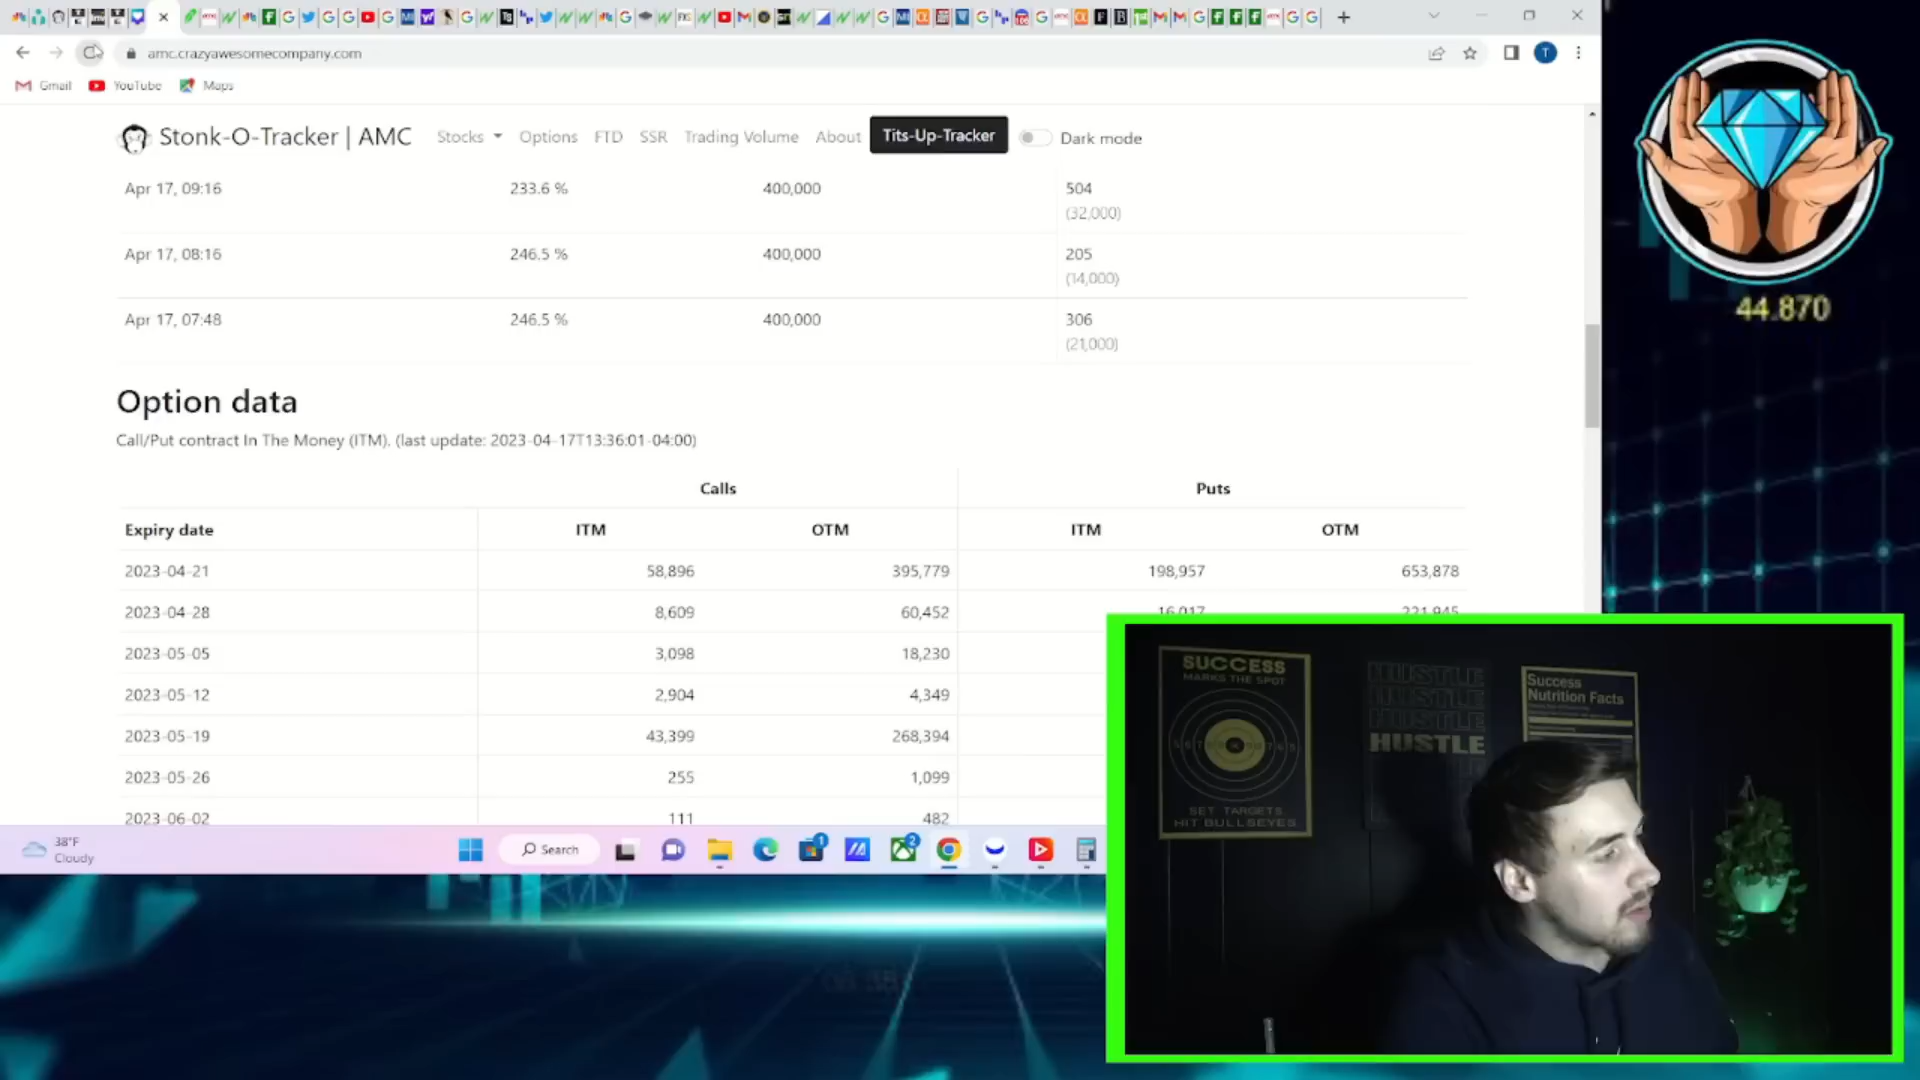 amc.crazyawesomecompany.com
Gmail
YouTube
Maps
Stonk-O-Tracker | AMC
Stocks
Options
FTD
SSR
Trading Volume
About
Tits-Up-Tracker
Dark mode
Apr 17, 09:16 233.6 % 400,000 504
(32,000)
Apr 17, 08:16 246.5 % 400,000 205
(14,000)
Apr 17, 07:48 246.5 % 400,000 306
(21,000)
44.870
Option data
Call/Put contract In The Money (ITM). (last update: 2023-04-17T13:36:01-04:00)
Calls Puts
Expiry date ITM OTM ITM OTM
2023-04-21 58,896 395,779 198,957 653,878
2023-04-28 8,609 60,452 16,017 221,945
2023-05-05 3,098 18,230
2023-05-12 2,904 4,349
2023-05-19 43,399 268,394
2023-05-26 255 1,099
2023-06-02 111 482
38°F
Cloudy
Search
SUCCESS
MARKS THE SPOT
SET TARGETS
HIT BULLSEYES
HUSTLE
HUSTLE
HUSTLE
HUSTLE
Success
Nutrition Facts